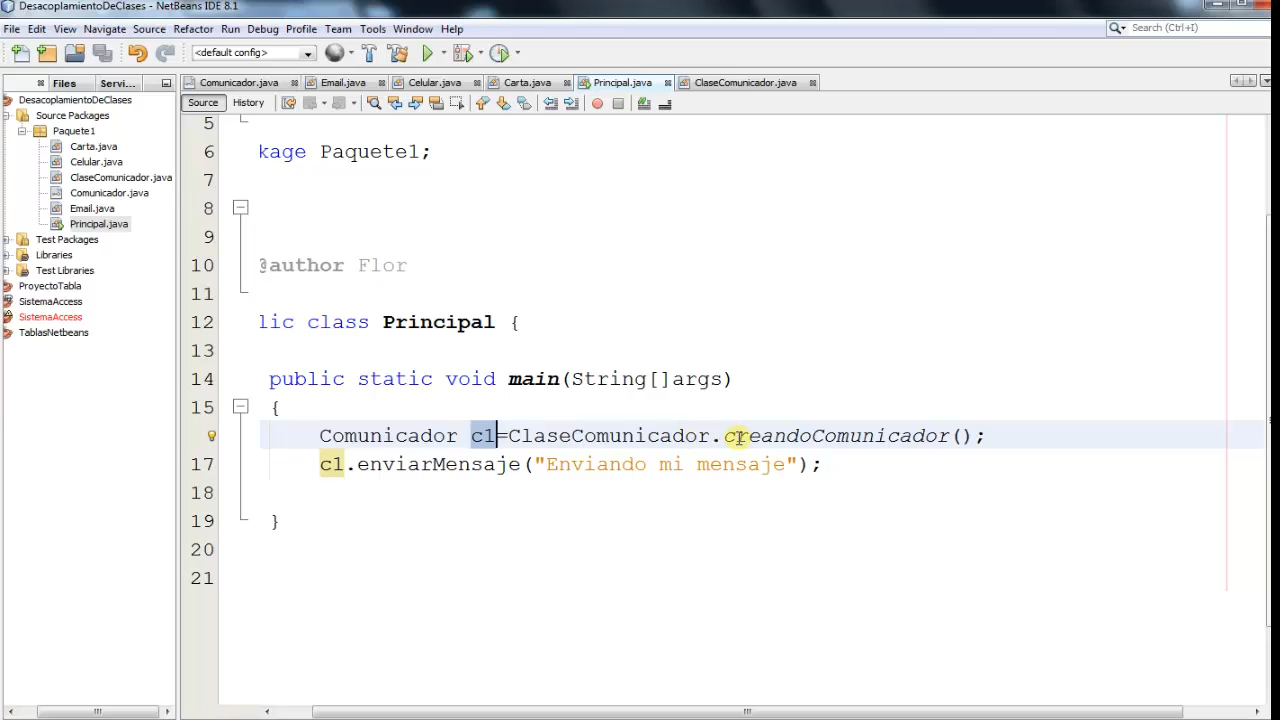 DesacoplamientoDeClases - NetBeans IDE 8.1
File Edit View Navigate Source Refactor Run Debug Profile Team Tools Window Help
Search (Ctrl+I)
<default config>
Files Servi...
Comunicador.java Email.java Celular.java Carta.java Principal.java ClaseComunicador.java
Source History
DesacoplamientoDeClases
Source Packages
Paquete1
Carta.java
Celular.java
ClaseComunicador.java
Comunicador.java
Email.java
Principal.java
Test Packages
Libraries
Test Libraries
ProyectoTabla
SistemaAccess
SistemaAccess
TablasNetbeans
5
6 kage Paquete1;
7
8
9
10 @author Flor
11
12 lic class Principal {
13
14 public static void main(String[]args)
15 {
Comunicador c1=ClaseComunicador.creandoComunicador();
17 c1.enviarMensaje("Enviando mi mensaje");
18
19 }
20
21